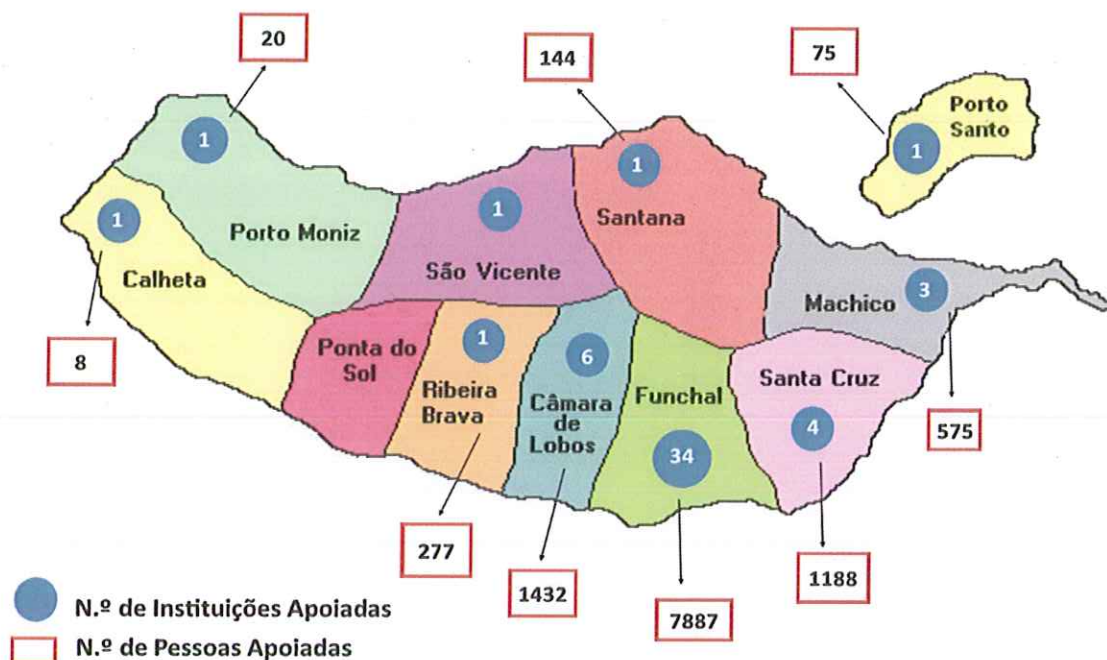 20
144
75
Porto
Santo
1
1
1
1
1
Porto Moniz
São Vicente
Santana
Calheta
Machico
3
8
Ponta do
Sol
1
Ribeira
Brava
6
Câmara
de
Lobos
Funchal
34
Santa Cruz
4
575
277
1432
7887
1188
N.º de Instituições Apoiadas
N.º de Pessoas Apoiadas